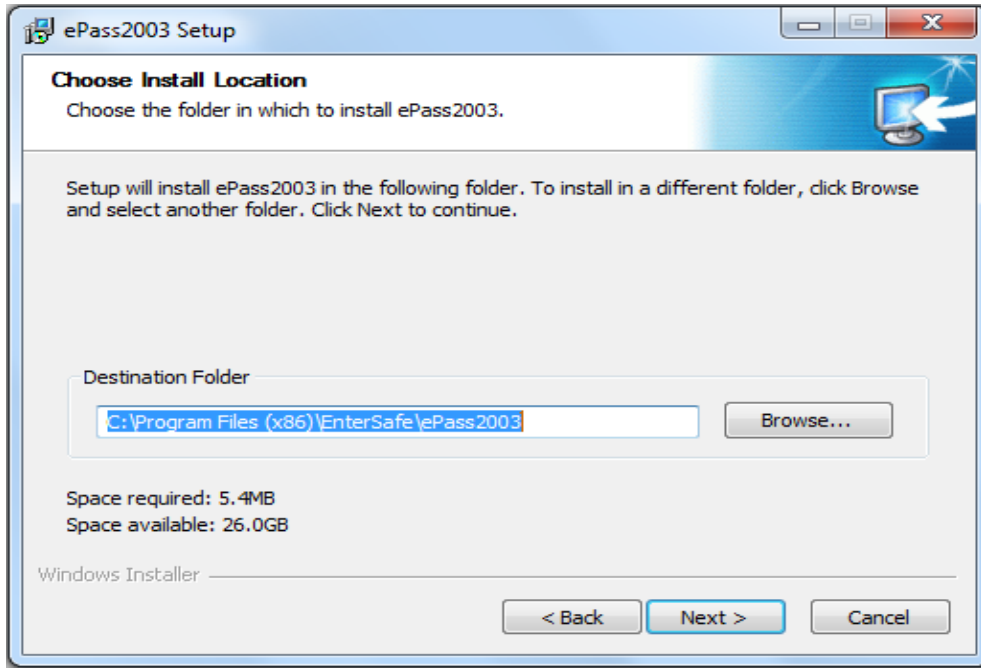 ePass2003 Setup
Choose Install Location
Choose the folder in which to install ePass2003.
Setup will install ePass2003 in the following folder. To install in a different folder, click Browse
and select another folder. Click Next to continue.
Destination Folder
C:\Program Files (x86)\EnterSafe\ePass2003
Browse...
Space required: 5.4MB
Space available: 26.0GB
Windows Installer
< Back
Next >
Cancel